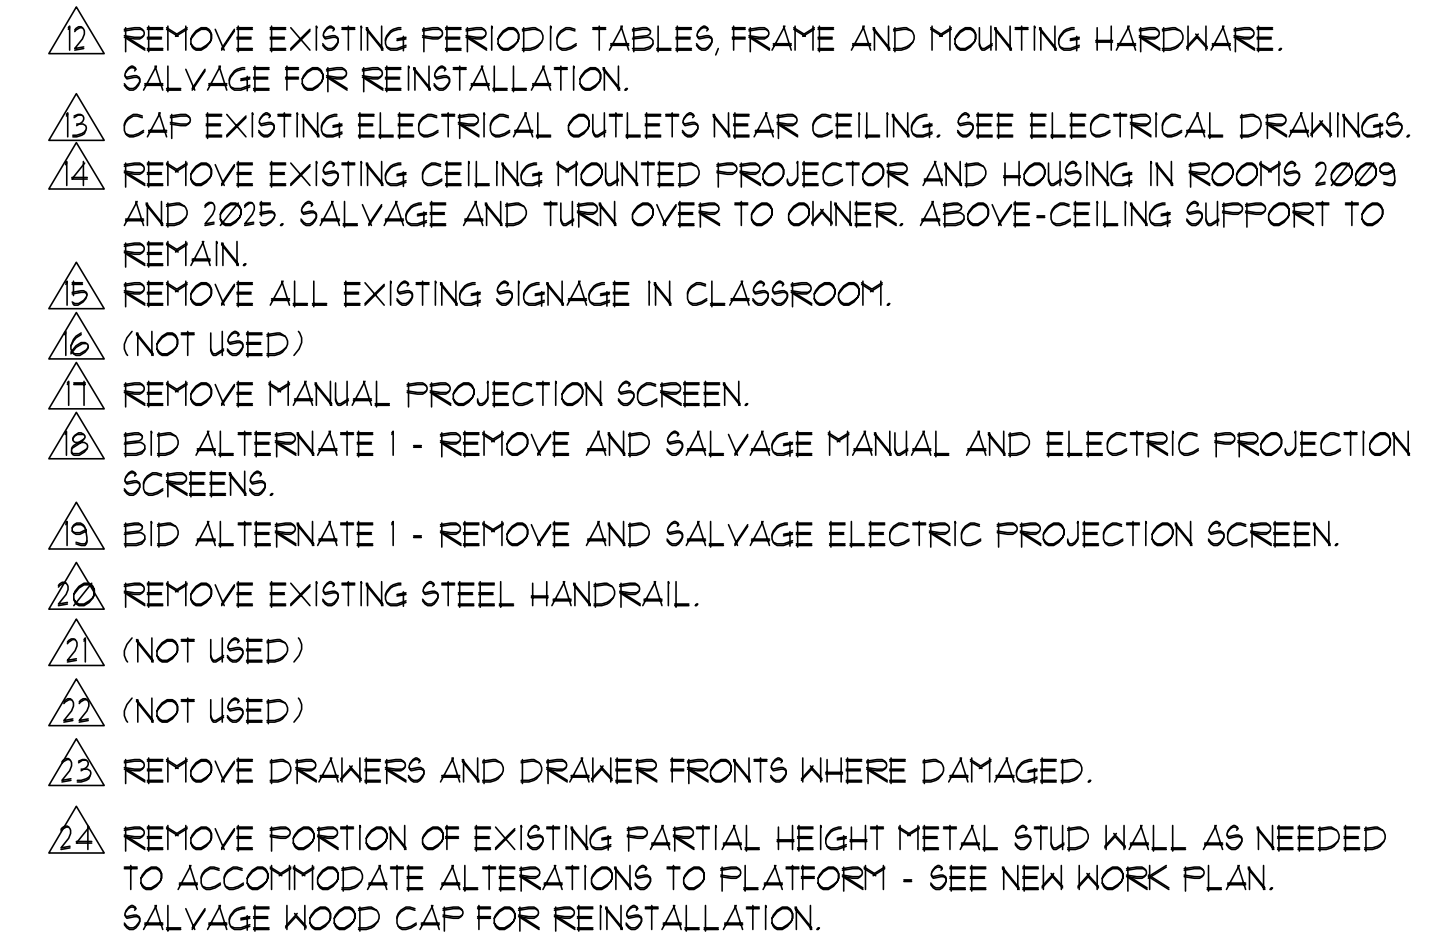 12 REMOVE EXISTING PERIODIC TABLES, FRAME AND MOUNTING HARDWARE.
SALVAGE FOR REINSTALLATION.
13 CAP EXISTING ELECTRICAL OUTLETS NEAR CEILING. SEE ELECTRICAL DRAWINGS.
14 REMOVE EXISTING CEILING MOUNTED PROJECTOR AND HOUSING IN ROOMS 2009
AND 2025. SALVAGE AND TURN OVER TO OWNER. ABOVE-CEILING SUPPORT TO
REMAIN.
15 REMOVE ALL EXISTING SIGNAGE IN CLASSROOM.
16 (NOT USED)
17 REMOVE MANUAL PROJECTION SCREEN.
18 BID ALTERNATE 1 - REMOVE AND SALVAGE MANUAL AND ELECTRIC PROJECTION
SCREENS.
19 BID ALTERNATE 1 - REMOVE AND SALVAGE ELECTRIC PROJECTION SCREEN.
20 REMOVE EXISTING STEEL HANDRAIL.
21 (NOT USED)
22 (NOT USED)
23 REMOVE DRAWERS AND DRAWER FRONTS WHERE DAMAGED.
24 REMOVE PORTION OF EXISTING PARTIAL HEIGHT METAL STUD WALL AS NEEDED
TO ACCOMMODATE ALTERATIONS TO PLATFORM - SEE NEW WORK PLAN.
SALVAGE WOOD CAP FOR REINSTALLATION.